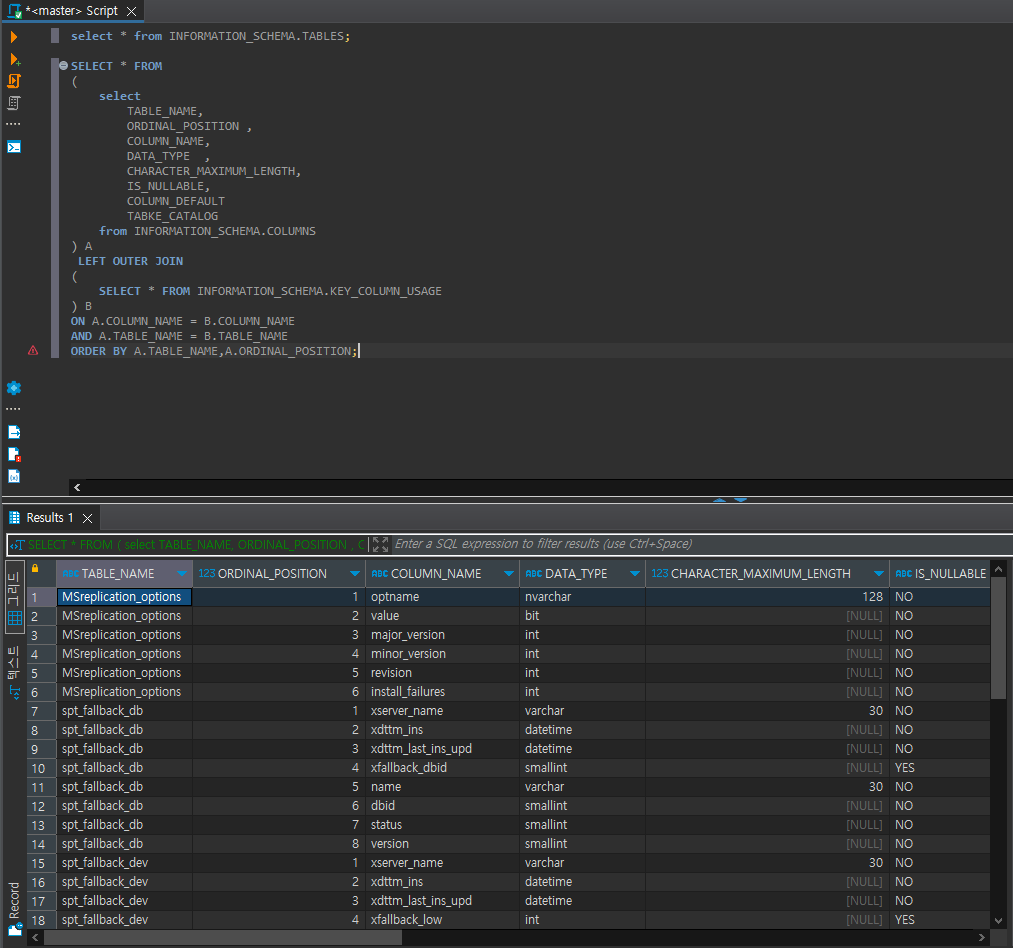 *<master> Script
select * from INFORMATION_SCHEMA.TABLES;
SELECT * FROM
(
select
TABLE_NAME,
ORDINAL_POSITION ,
COLUMN_NAME,
DATA_TYPE ,
CHARACTER_MAXIMUM_LENGTH,
IS_NULLABLE,
COLUMN_DEFAULT
TABKE_CATALOG
from INFORMATION_SCHEMA.COLUMNS
) A
LEFT OUTER JOIN
(
SELECT * FROM INFORMATION_SCHEMA.KEY_COLUMN_USAGE
) B
ON A.COLUMN_NAME = B.COLUMN_NAME
AND A.TABLE_NAME = B.TABLE_NAME
ORDER BY A.TABLE_NAME,A.ORDINAL_POSITION;
Results 1
SELECT * FROM ( select TABLE_NAME, ORDINAL_POSITION , C Enter a SQL expression to filter results (use Ctrl+Space)
그리드
텍스트
Record
ABC TABLE_NAME 123 ORDINAL_POSITION ABC COLUMN_NAME ABC DATA_TYPE 123 CHARACTER_MAXIMUM_LENGTH ABC IS_NULLABLE
1 MSreplication_options 1 optname nvarchar 128 NO
2 MSreplication_options 2 value bit [NULL] NO
3 MSreplication_options 3 major_version int [NULL] NO
4 MSreplication_options 4 minor_version int [NULL] NO
5 MSreplication_options 5 revision int [NULL] NO
6 MSreplication_options 6 install_failures int [NULL] NO
7 spt_fallback_db 1 xserver_name varchar 30 NO
8 spt_fallback_db 2 xdttm_ins datetime [NULL] NO
9 spt_fallback_db 3 xdttm_last_ins_upd datetime [NULL] NO
10 spt_fallback_db 4 xfallback_dbid smallint [NULL] YES
11 spt_fallback_db 5 name varchar 30 NO
12 spt_fallback_db 6 dbid smallint [NULL] NO
13 spt_fallback_db 7 status smallint [NULL] NO
14 spt_fallback_db 8 version smallint [NULL] NO
15 spt_fallback_dev 1 xserver_name varchar 30 NO
16 spt_fallback_dev 2 xdttm_ins datetime [NULL] NO
17 spt_fallback_dev 3 xdttm_last_ins_upd datetime [NULL] NO
18 spt_fallback_dev 4 xfallback_low int [NULL] YES